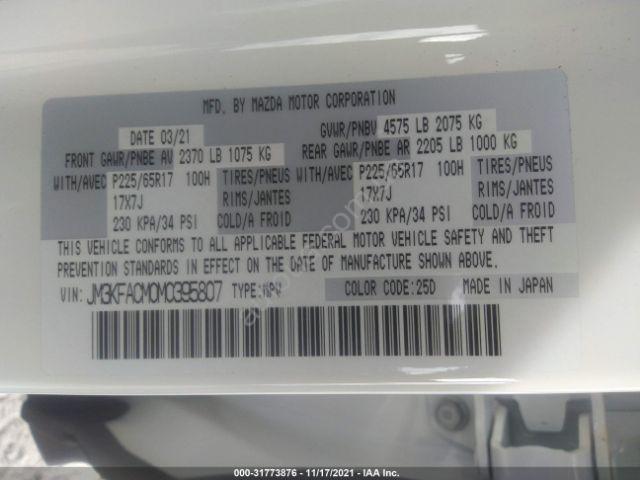 MFD. BY MAZDA MOTOR CORPORATION
DATE 03/21 GVWR/PNBV 4575 LB 2075 KG
FRONT GAWR/PNBE AV 2370 LB 1075 KG REAR GAWR/PNBE AR 2205 LB 1000 KG
WITH/AVEC P225/65R17 100H TIRES/PNEUS WITH/AVEC P225/65R17 100H TIRES/PNEUS
17X7J RIMS/JANTES 17X7J RIMS/JANTES
230 KPA/34 PSI COLD/A FROID 230 KPA/34 PSI COLD/A FROID
THIS VEHICLE CONFORMS TO ALL APPLICABLE FEDERAL MOTOR VEHICLE SAFETY AND THEFT
PREVENTION STANDARDS IN EFFECT ON THE DATE OF MANUFACTURE SHOWN ABOVE.
VIN: JM3KFACM0M0395807 TYPE:MPV COLOR CODE:25D MADE IN JAPAN
000-31773876 - 11/17/2021 - IAA Inc.